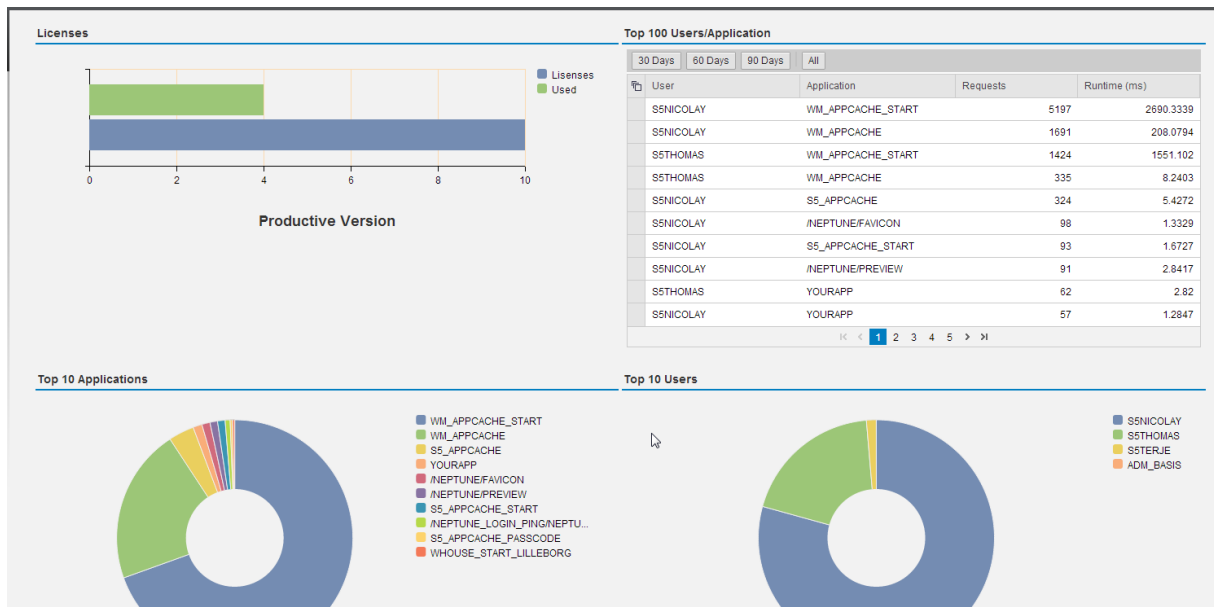 Licenses
Lisenses
Used
0 2 4 6 8 10
Productive Version
Top 100 Users/Application
30 Days 60 Days 90 Days All
User Application Requests Runtime (ms)
S5NICOLAY WM_APPCACHE_START 5197 2690.3339
S5NICOLAY WM_APPCACHE 1691 208.0794
S5THOMAS WM_APPCACHE_START 1424 1551.102
S5THOMAS WM_APPCACHE 335 8.2403
S5NICOLAY S5_APPCACHE 324 5.4272
S5NICOLAY /NEPTUNE/FAVICON 98 1.3329
S5NICOLAY S5_APPCACHE_START 93 1.6727
S5NICOLAY /NEPTUNE/PREVIEW 91 2.8417
S5THOMAS YOURAPP 62 2.82
S5NICOLAY YOURAPP 57 1.2847
1 2 3 4 5
Top 10 Applications
WM_APPCACHE_START
WM_APPCACHE
S5_APPCACHE
YOURAPP
/NEPTUNE/FAVICON
/NEPTUNE/PREVIEW
S5_APPCACHE_START
/NEPTUNE_LOGIN_PING/NEPTU...
S5_APPCACHE_PASSCODE
WHOUSE_START_LILLEBORG
Top 10 Users
S5NICOLAY
S5THOMAS
S5TERJE
ADM_BASIS